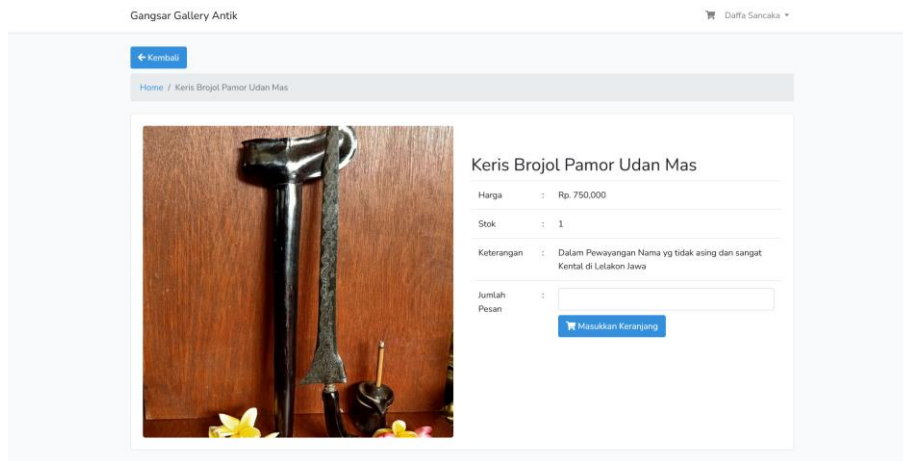 Gangsar Gallery Antik
Daffa Sancaka
Kembali
Home / Keris Brojol Pamor Udan Mas
Keris Brojol Pamor Udan Mas
Harga : Rp. 750,000
Stok : 1
Keterangan : Dalam Pewayangan Nama yg tidak asing dan sangat
Kental di Lelakon Jawa
Jumlah :
Pesan
Masukkan Keranjang